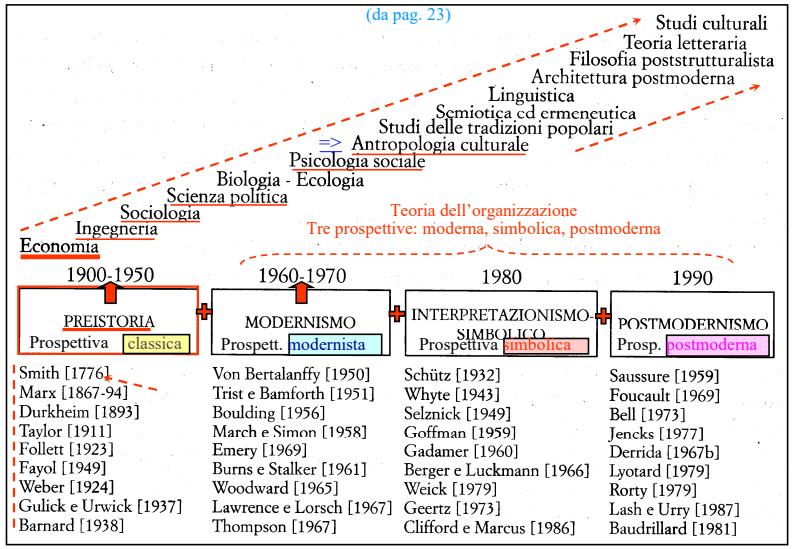 (da pag. 23)
Studi culturali
Teoria letteraria
Filosofia poststrutturalista
Architettura postmoderna
Linguistica
Semiotica ed ermeneutica
Studi delle tradizioni popolari
=> Antropologia culturale
Psicologia sociale
Biologia - Ecologia
Scienza politica
Sociologia
Ingegneria
Economia
Teoria dell'organizzazione
Tre prospettive: moderna, simbolica, postmoderna
1900-1950
PREISTORIA
Prospettiva classica
Smith [1776]
Marx [1867-94]
Durkheim [1893]
Taylor [1911]
Follett [1923]
Fayol [1949]
Weber [1924]
Gulick e Urwick [1937]
Barnard [1938]
1960-1970
MODERNISMO
Prospett. modernista
Von Bertalanffy [1950]
Trist e Bamforth [1951]
Boulding [1956]
March e Simon [1958]
Emery [1969]
Burns e Stalker [1961]
Woodward [1965]
Lawrence e Lorsch [1967]
Thompson [1967]
1980
INTERPRETAZIONISMO-
SIMBOLICO
Prospettiva simbolica
Schütz [1932]
Whyte [1943]
Selznick [1949]
Goffman [1959]
Gadamer [1960]
Berger e Luckmann [1966]
Weick [1979]
Geertz [1973]
Clifford e Marcus [1986]
1990
POSTMODERNISMO
Prosp. postmoderna
Saussure [1959]
Foucault [1969]
Bell [1973]
Jencks [1977]
Derrida [1967b]
Lyotard [1979]
Rorty [1979]
Lash e Urry [1987]
Baudrillard [1981]